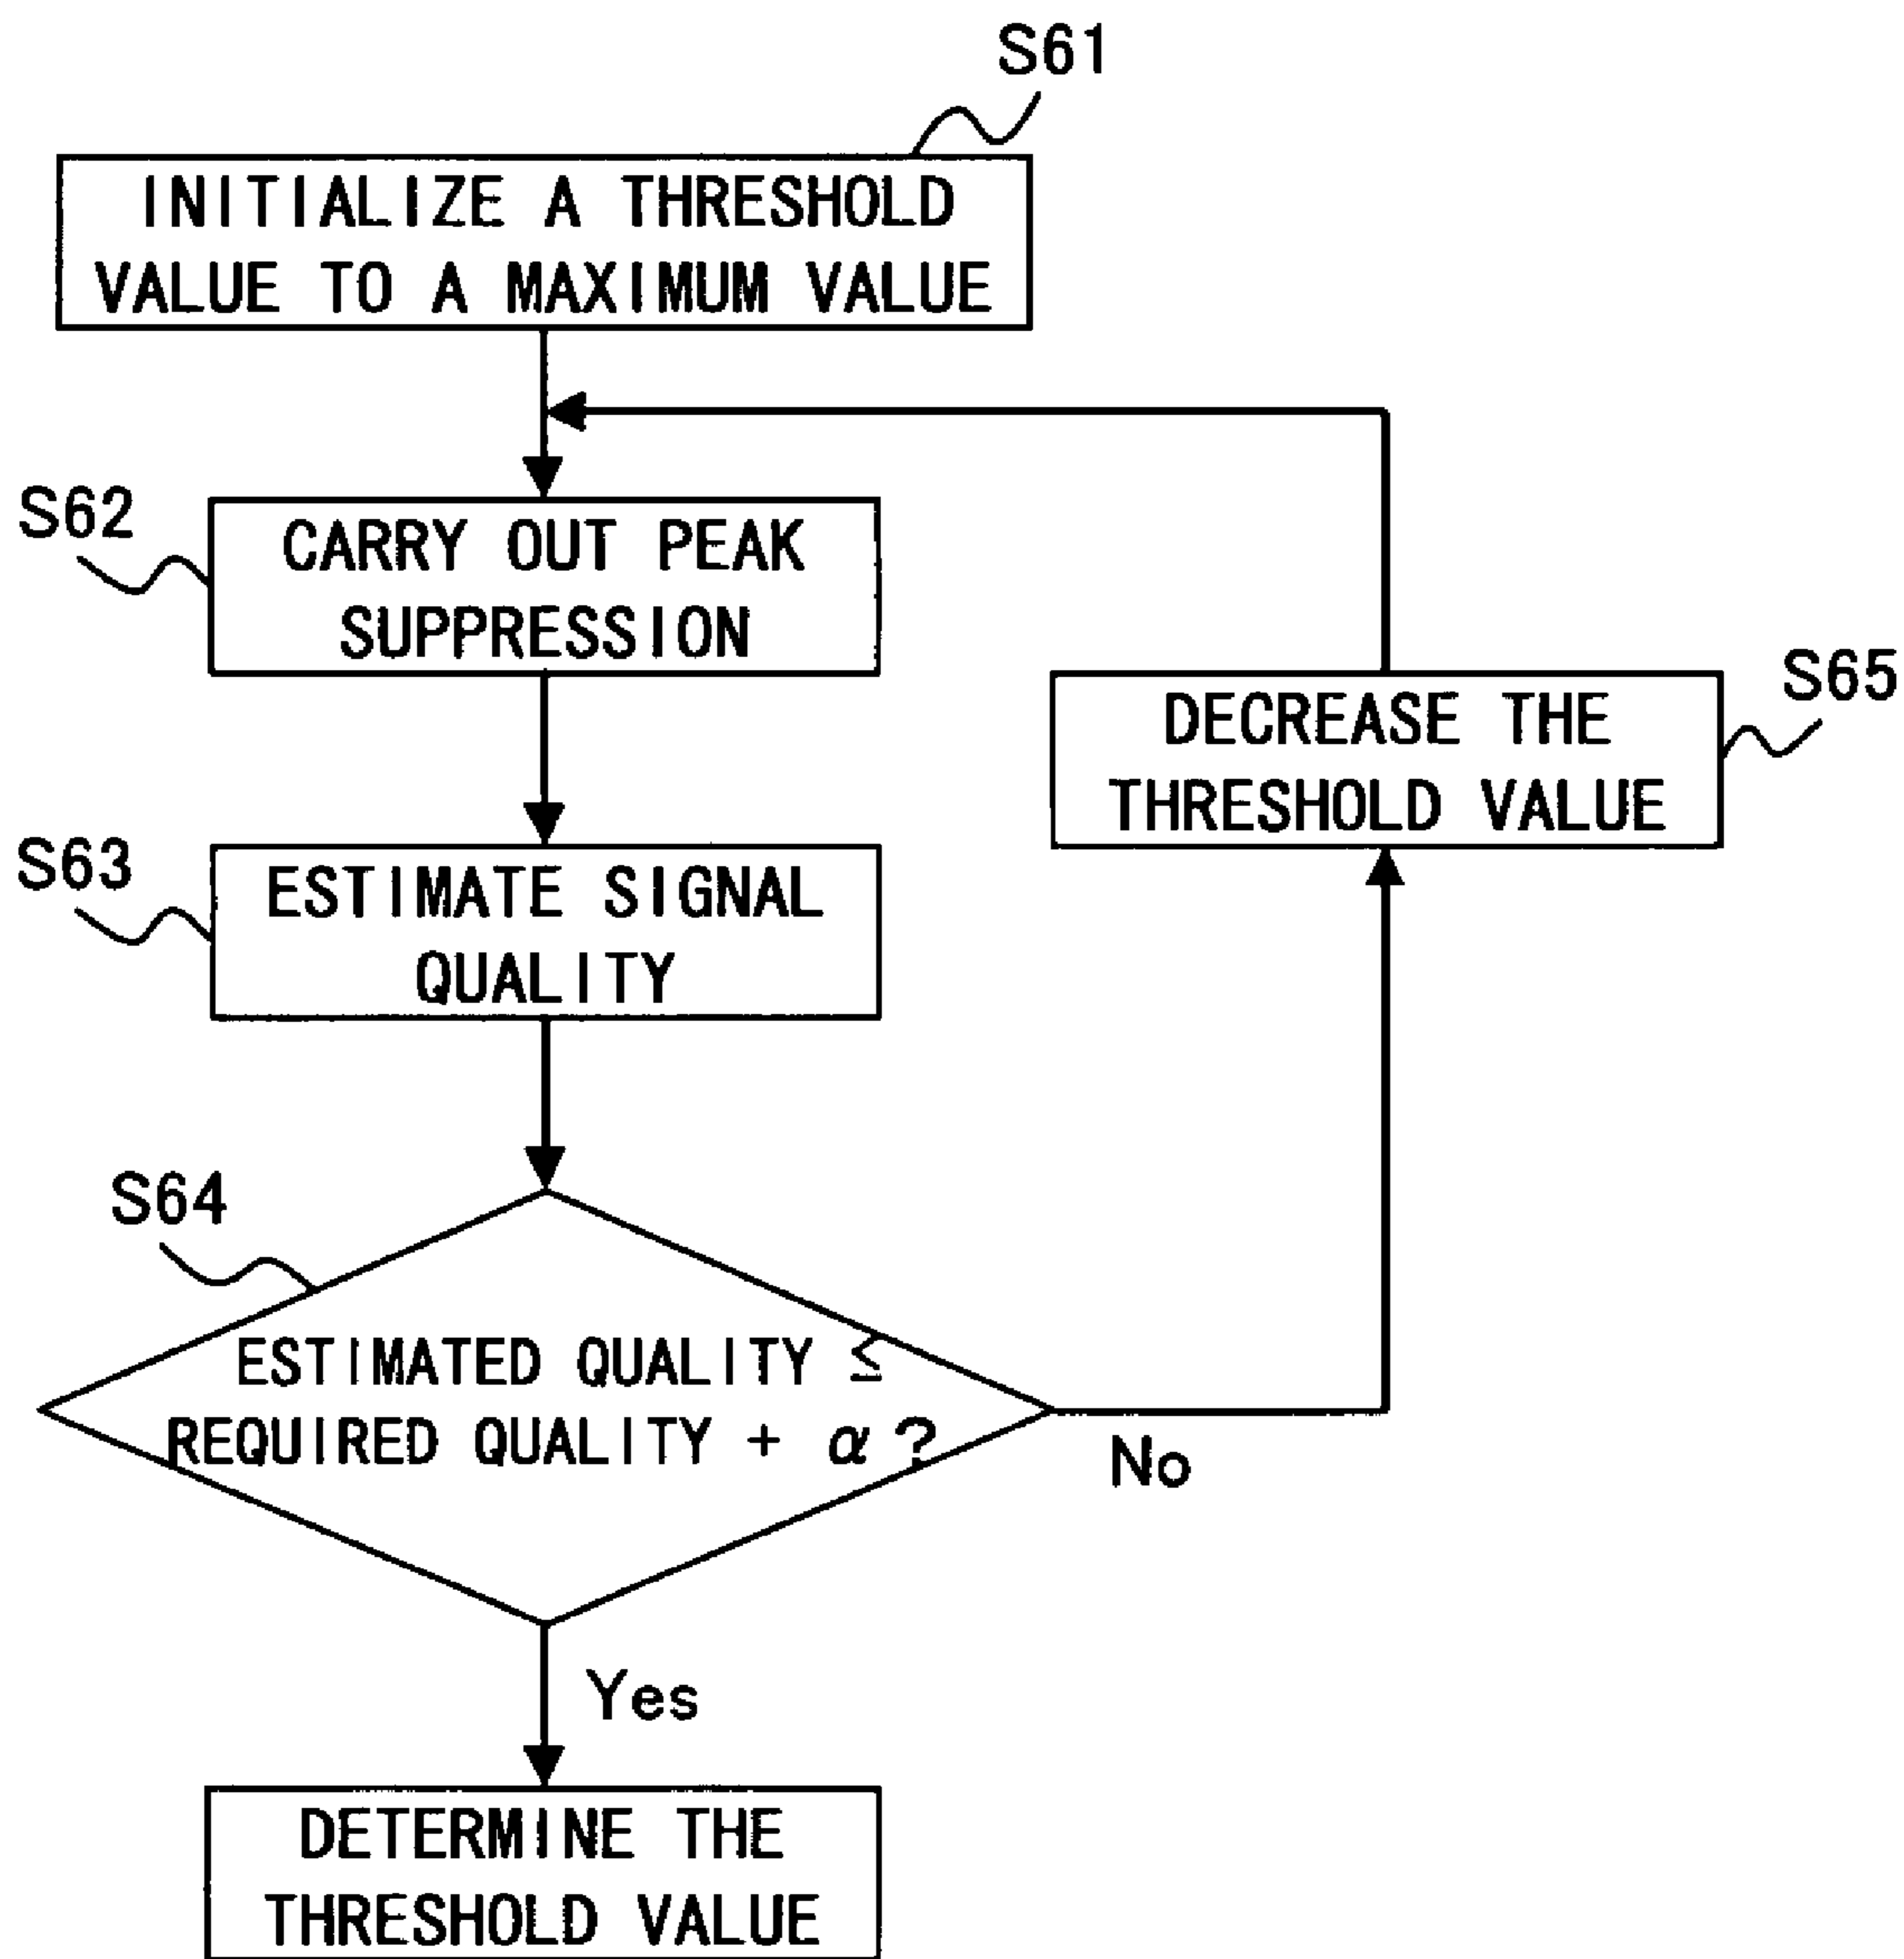 S61
INITIALIZE A THRESHOLD
VALUE TO A MAXIMUM VALUE
S62
CARRY OUT PEAK
SUPPRESSION
S65
DECREASE THE
THRESHOLD VALUE
S63
ESTIMATE SIGNAL
QUALITY
S64
ESTIMATED QUALITY ≤
REQUIRED QUALITY + α ?
No
Yes
DETERMINE THE
THRESHOLD VALUE